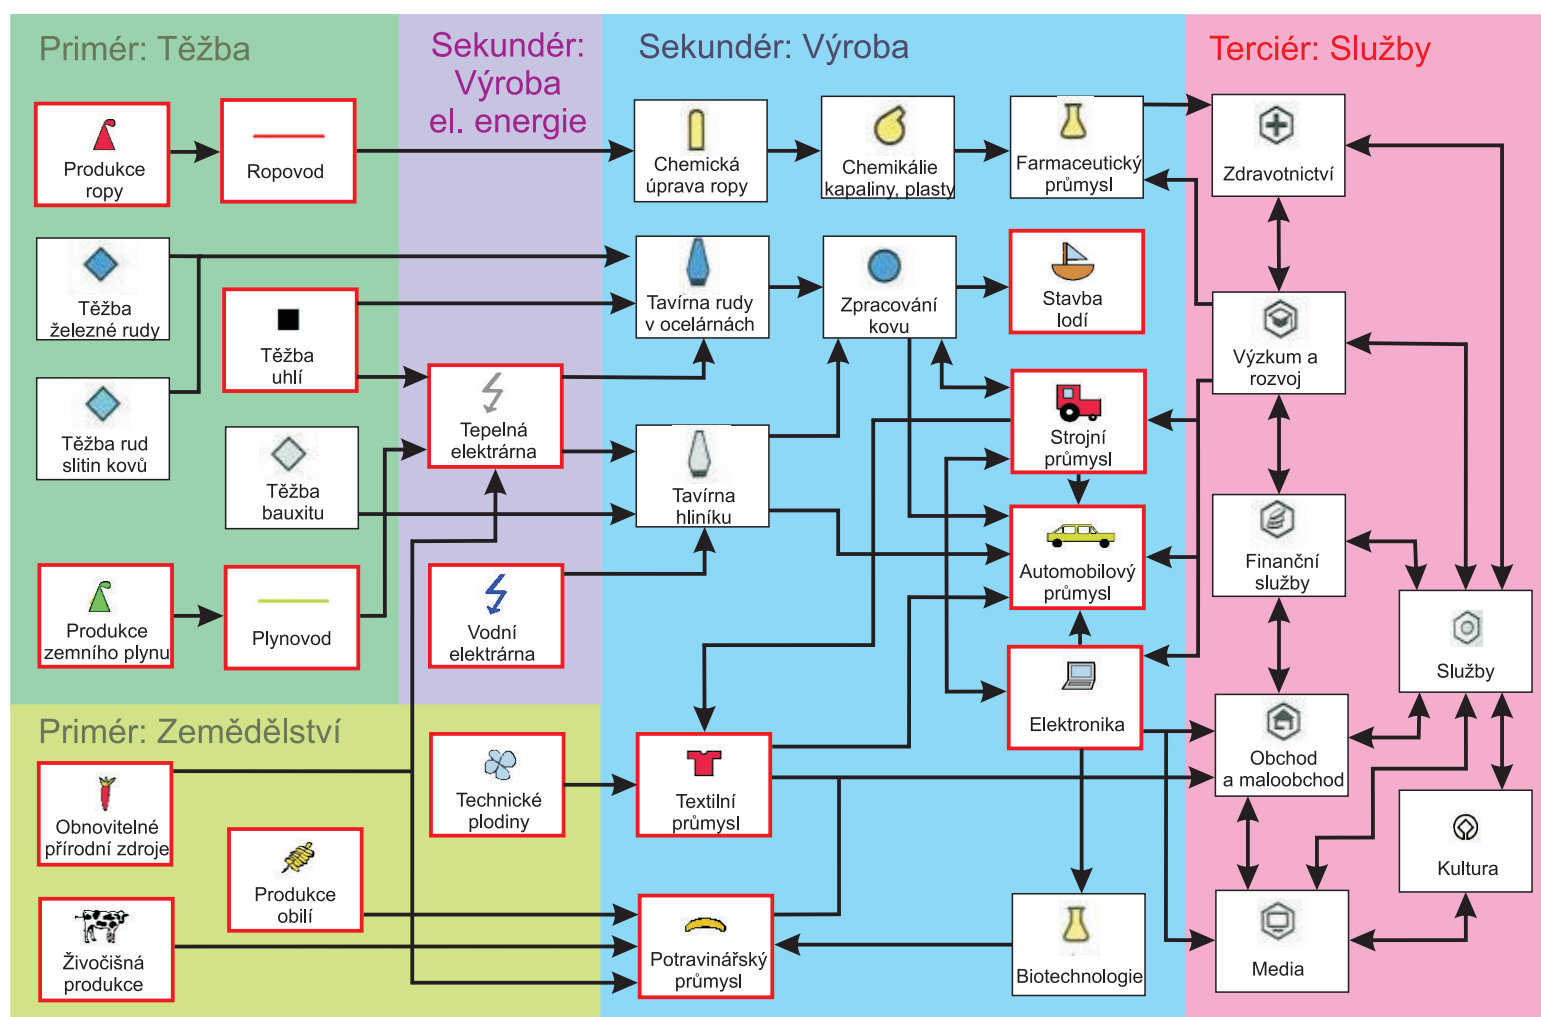 Primér: Těžba
Sekundér:
Výroba
el. energie
Sekundér: Výroba
Terciér: Služby
Produkce
ropy
Ropovod
Chemická
úprava ropy
Chemikálie
kapaliny, plasty
Farmaceutický
průmysl
Zdravotnictví
Těžba
železné rudy
Těžba
uhlí
Tavírna rudy
v ocelárnách
Zpracování
kovu
Stavba
lodí
Výzkum a
rozvoj
Těžba rud
slitin kovů
Těžba
bauxitu
Tepelná
elektrárna
Tavírna
hliníku
Strojní
průmysl
Automobilový
průmysl
Finanční
služby
Produkce
zemního plynu
Plynovod
Vodní
elektrárna
Elektronika
Služby
Primér: Zemědělství
Obnovitelné
přírodní zdroje
Technické
plodiny
Textilní
průmysl
Obchod
a maloobchod
Produkce
obilí
Kultura
Živočišná
produkce
Potravinářský
průmysl
Biotechnologie
Media